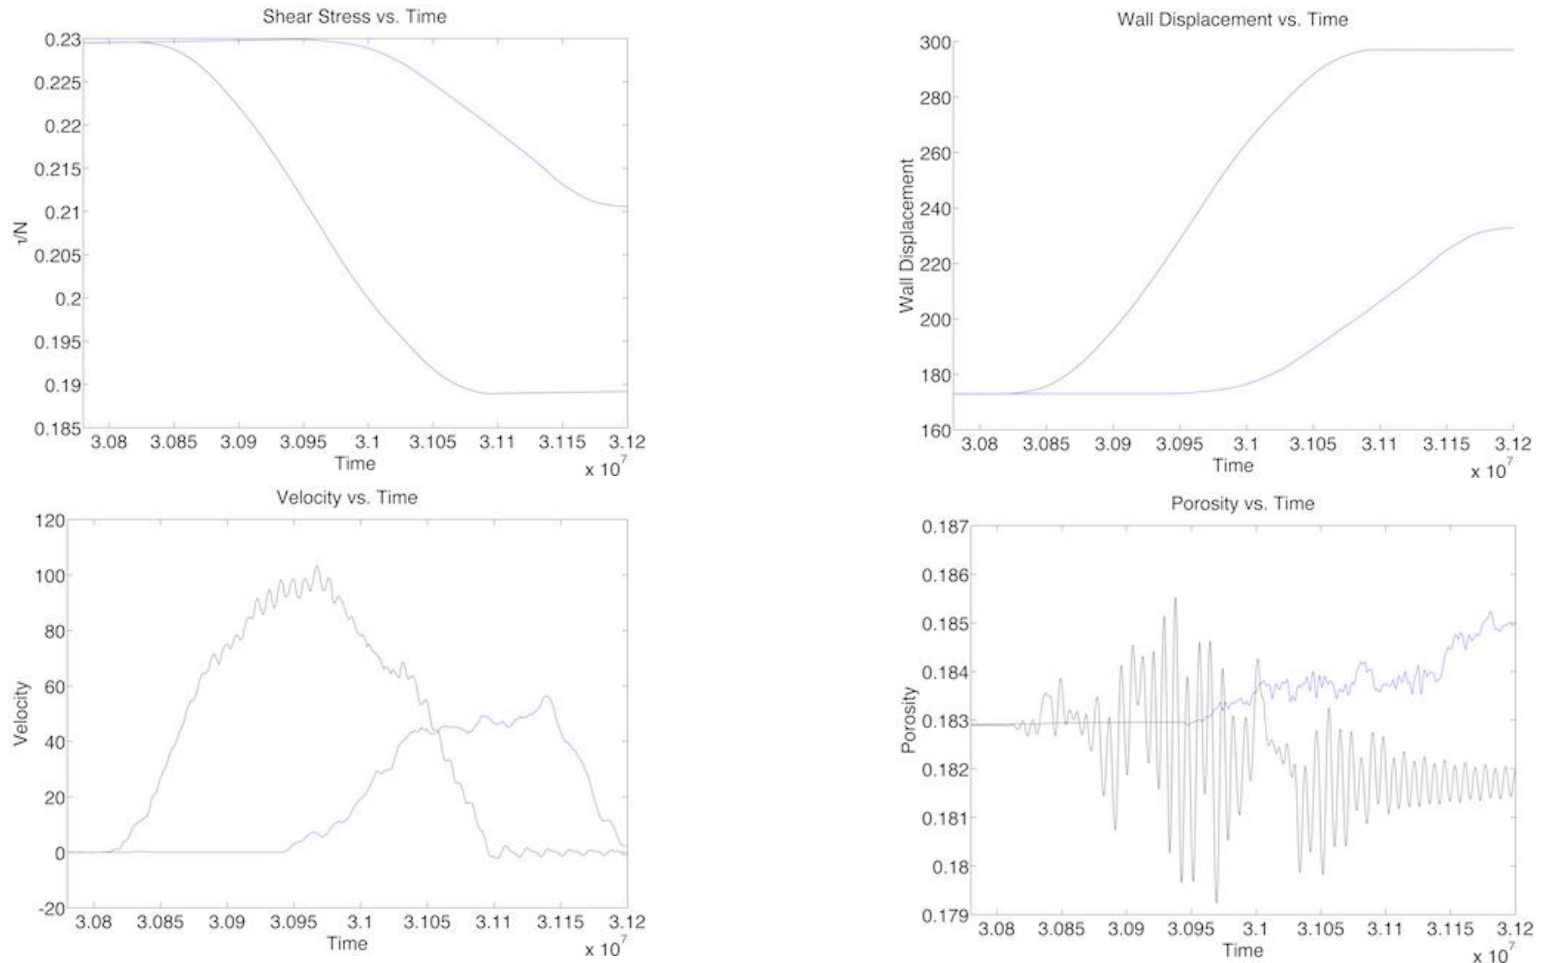 Shear Stress vs. Time
0.23
0.225
0.22
0.215
0.21
0.205
0.2
0.195
0.19
0.185
τ/N
3.08 3.085 3.09 3.095 3.1 3.105 3.11 3.115 3.12
Time
x 10^7
Wall Displacement vs. Time
300
280
260
240
220
200
180
160
Wall Displacement
3.08 3.085 3.09 3.095 3.1 3.105 3.11 3.115 3.12
Time
x 10^7
Velocity vs. Time
120
100
80
60
40
20
0
-20
Velocity
3.08 3.085 3.09 3.095 3.1 3.105 3.11 3.115 3.12
Time
x 10^7
Porosity vs. Time
0.187
0.186
0.185
0.184
0.183
0.182
0.181
0.18
0.179
Porosity
3.08 3.085 3.09 3.095 3.1 3.105 3.11 3.115 3.12
Time
x 10^7